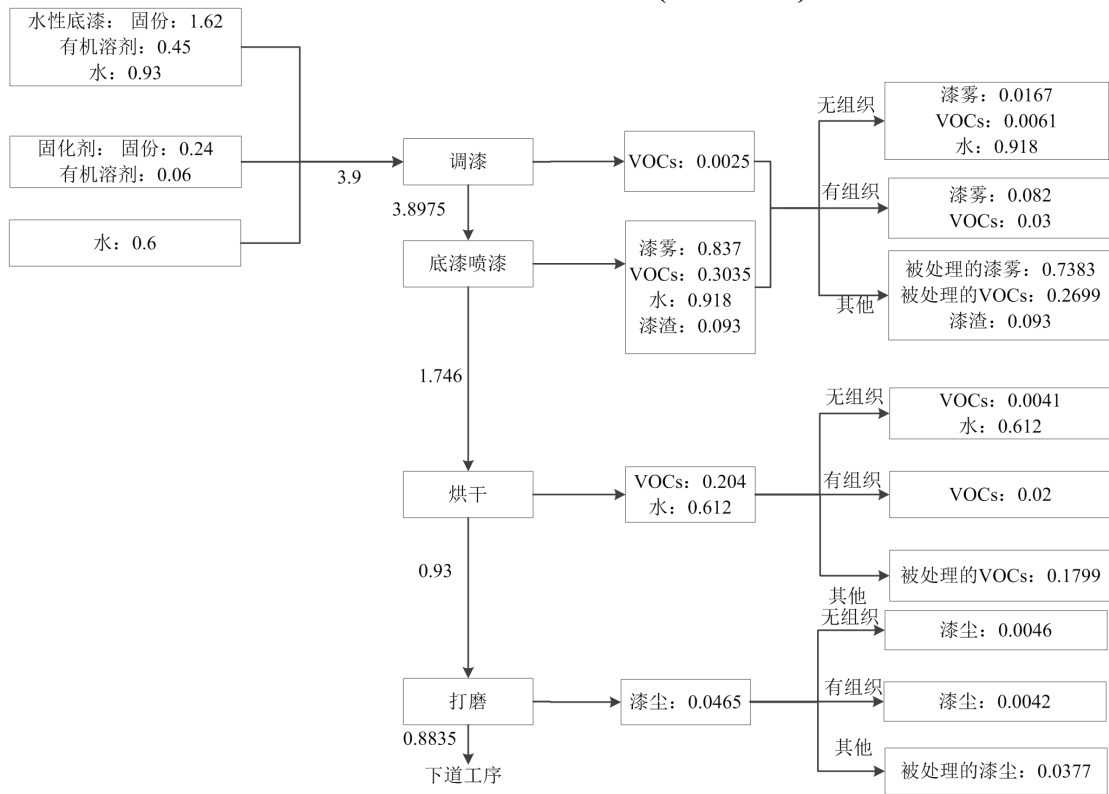 水性底漆：固份：1.62
有机溶剂：0.45
水：0.93
固化剂： 固份：0.24
有机溶剂：0.06
水：0.6
3.9
调漆
3.8975
底漆喷漆
1.746
烘干
0.93
打磨
0.8835
下道工序
VOCs：0.0025
漆雾：0.837
VOCs：0.3035
水：0.918
漆渣：0.093
无组织
漆雾：0.0167
VOCs：0.0061
水：0.918
有组织
漆雾：0.082
VOCs：0.03
其他
被处理的漆雾：0.7383
被处理的VOCs：0.2699
漆渣：0.093
VOCs：0.204
水：0.612
无组织
VOCs：0.0041
水：0.612
有组织
VOCs：0.02
其他
被处理的VOCs：0.1799
漆尘：0.0465
无组织
漆尘：0.0046
有组织
漆尘：0.0042
其他
被处理的漆尘：0.0377